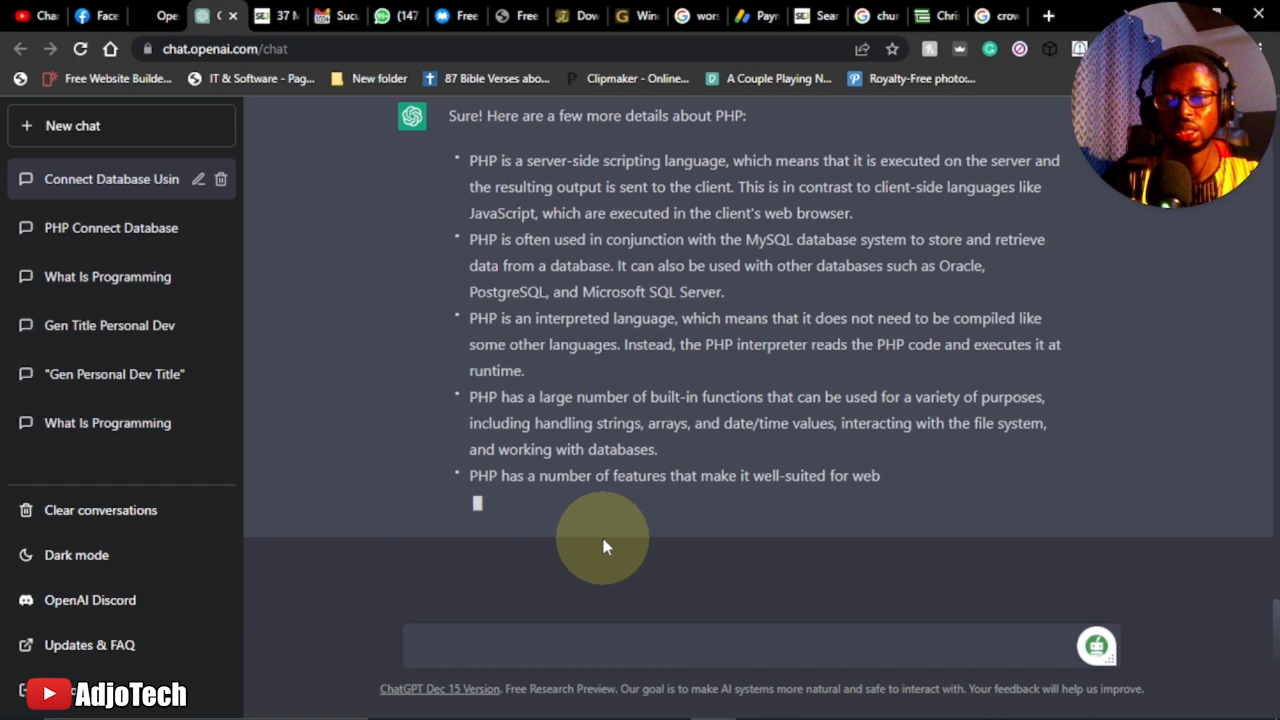 Char
Face
Ope
37 M
Sucu
(147
Free
Free
Dow
Wind
wors
Payn
Sear
chur
Chris
crow
chat.openai.com/chat
Free Website Builde...
IT & Software - Pag...
New folder
87 Bible Verses abo...
Clipmaker - Online...
A Couple Playing N...
Royalty-Free photo:...
New chat
Connect Database Usin
PHP Connect Database
What Is Programming
Gen Title Personal Dev
"Gen Personal Dev Title"
What Is Programming
Clear conversations
Dark mode
OpenAI Discord
Updates & FAQ
AdjoTech
Sure! Here are a few more details about PHP:
PHP is a server-side scripting language, which means that it is executed on the server and
the resulting output is sent to the client. This is in contrast to client-side languages like
JavaScript, which are executed in the client's web browser.
PHP is often used in conjunction with the MySQL database system to store and retrieve
data from a database. It can also be used with other databases such as Oracle,
PostgreSQL, and Microsoft SQL Server.
PHP is an interpreted language, which means that it does not need to be compiled like
some other languages. Instead, the PHP interpreter reads the PHP code and executes it at
runtime.
PHP has a large number of built-in functions that can be used for a variety of purposes,
including handling strings, arrays, and date/time values, interacting with the file system,
and working with databases.
PHP has a number of features that make it well-suited for web
ChatGPT Dec 15 Version. Free Research Preview. Our goal is to make AI systems more natural and safe to interact with. Your feedback will help us improve.